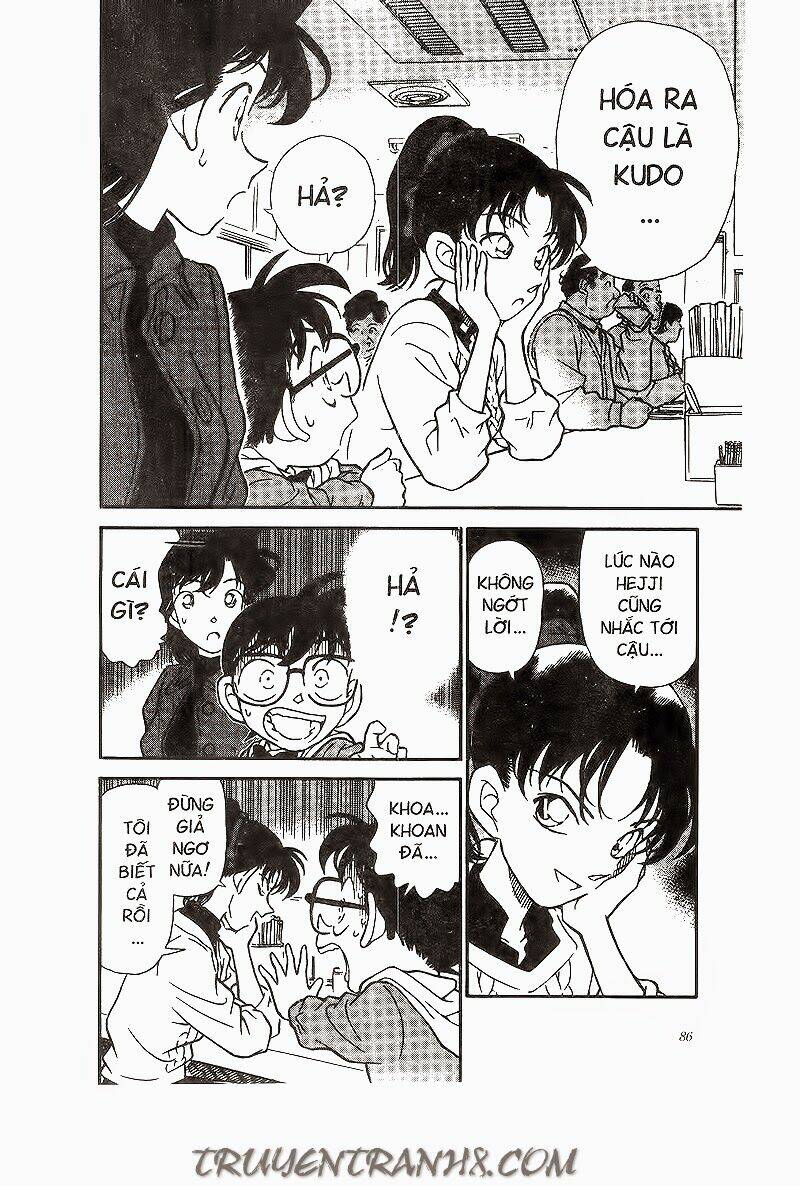 HÓA RA
CẬU LÀ
KUDO
...
HẢ?
LÚC NÀO
HEJJI
CŨNG
NHẮC TỚI
CẬU...
KHÔNG
NGỚT
LỜI...
HẢ
!?
CÁI
GÌ?
KHOA...
KHOAN
ĐÃ...
ĐỪNG
GIẢ
NGƠ
NỮA!
TÔI
ĐÃ
BIẾT
CẢ RỒI
...
86
TRUYENTRANH8.COM